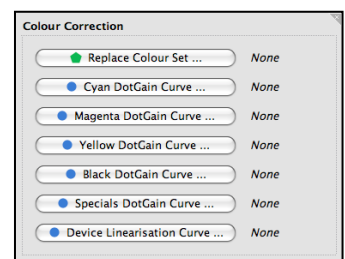 Colour Correction
Replace Colour Set ... None
Cyan DotGain Curve ... None
Magenta DotGain Curve ... None
Yellow DotGain Curve ... None
Black DotGain Curve ... None
Specials DotGain Curve ... None
Device Linearisation Curve ... None